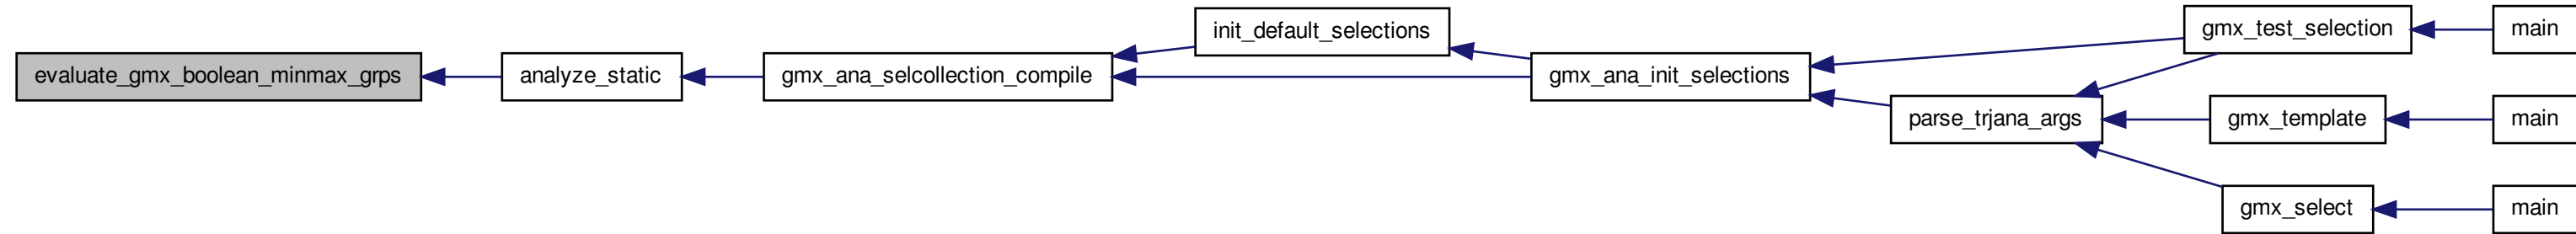 evaluate_gmx_boolean_minmax_grps
analyze_static
gmx_ana_selcollection_compile
init_default_selections
gmx_ana_init_selections
gmx_test_selection
main
parse_trjana_args
gmx_template
main
gmx_select
main